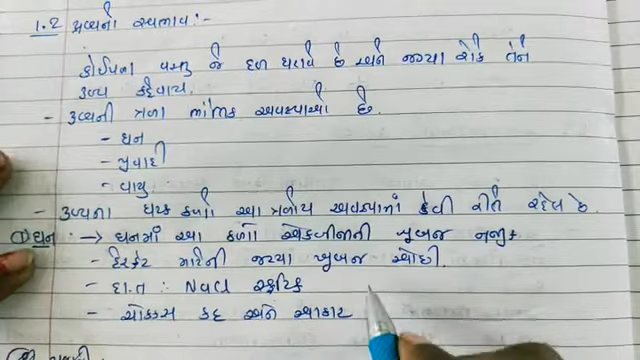 1.2 દ્રવ્યનો સ્વભાવ :-
કોઈપણ વસ્તુ જે દળ ધરાવે છે અને જગ્યા રોકે તેને
દ્રવ્ય કહેવાય.
- દ્રવ્યની ત્રણ ભૌતિક અવસ્થાઓ છે.
- ઘન
- પ્રવાહી
- વાયુ
- દ્રવ્યના ઘટક કણો આ ત્રણેય અવસ્થામાં કેવી રીતે રહેલ છે.
① ઘન : → ઘનમાં આ કણો એકબીજાની ખૂબજ નજીક
- હેરફેર માટેની જગ્યા ખૂબજ ઓછી.
- દા.ત : NaCl સ્ફટિક
- ચોક્કસ કદ અને આકાર